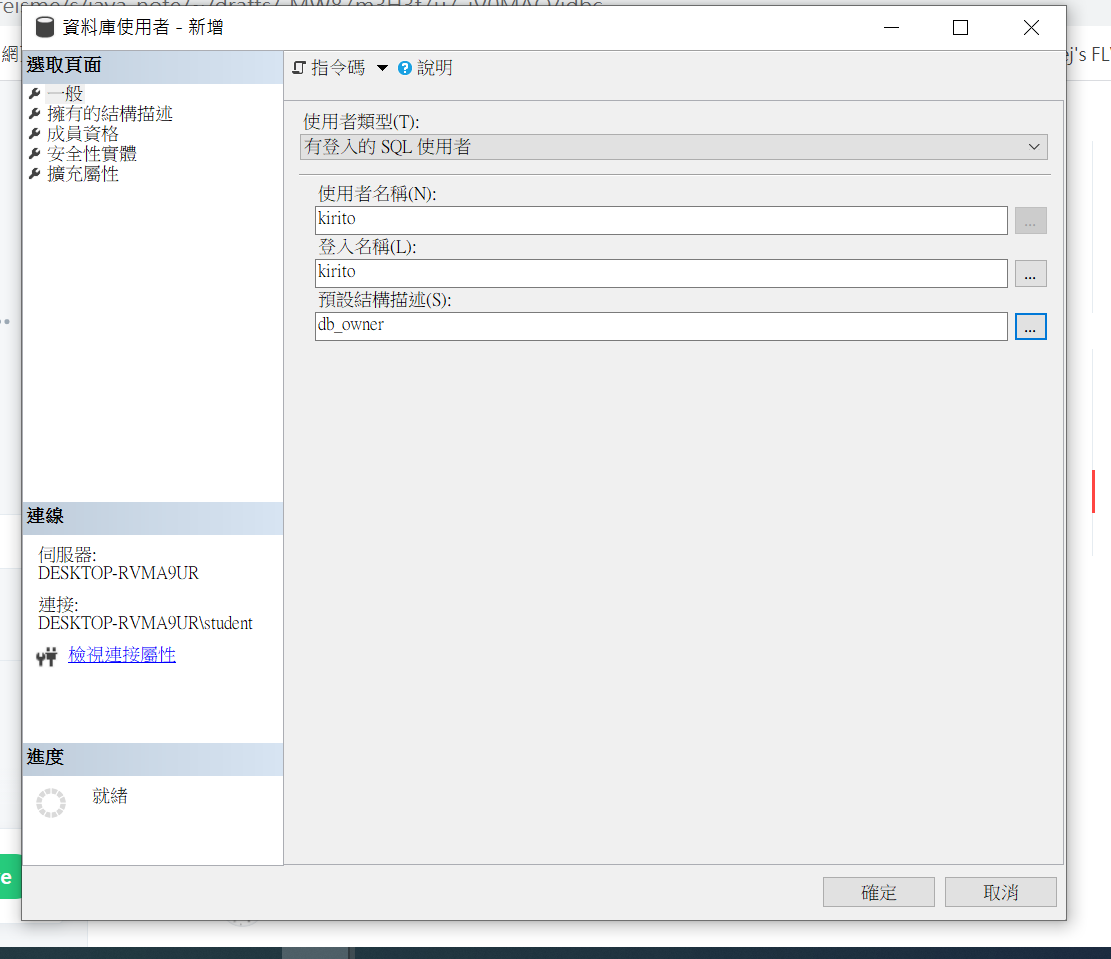 資料庫使用者 - 新增
網
ej's FL
選取頁面
一般
擁有的結構描述
成員資格
安全性實體
擴充屬性
指令碼
說明
使用者類型(T):
有登入的 SQL 使用者
使用者名稱(N):
kirito
...
登入名稱(L):
kirito
...
預設結構描述(S):
db_owner
...
連線
伺服器:
DESKTOP-RVMA9UR
連接:
DESKTOP-RVMA9UR\student
檢視連接屬性
進度
就緒
e
確定
取消